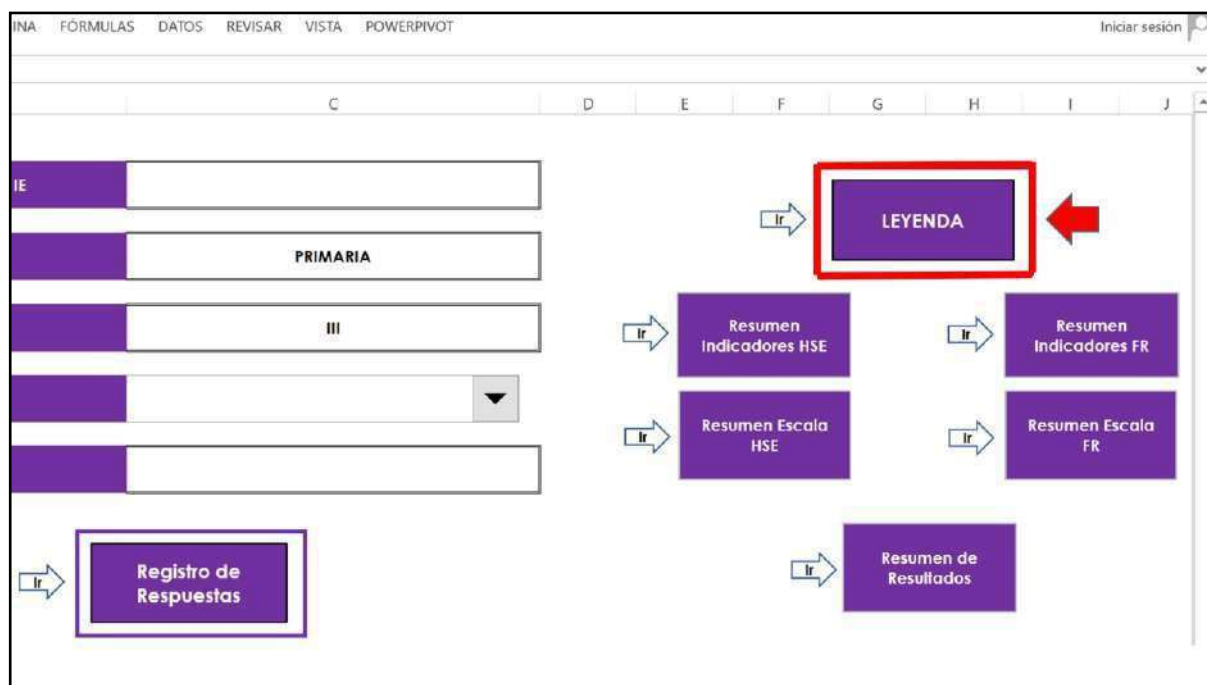 INA FÓRMULAS DATOS REVISAR VISTA POWERPIVOT Iniciar sesión
C D E F G H I J
IE
Ir LEYENDA
PRIMARIA
III
Ir Resumen Indicadores HSE
Ir Resumen Indicadores FR
Ir Resumen Escala HSE
Ir Resumen Escala FR
Ir Registro de
Respuestas
Ir Resumen de
Resultados